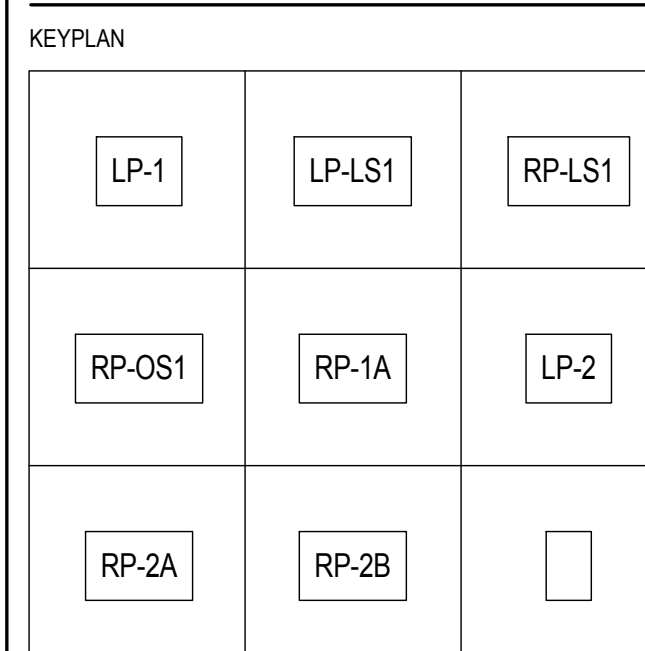 KEYPLAN
LP-1
LP-LS1
RP-LS1
RP-OS1
RP-1A
LP-2
RP-2A
RP-2B